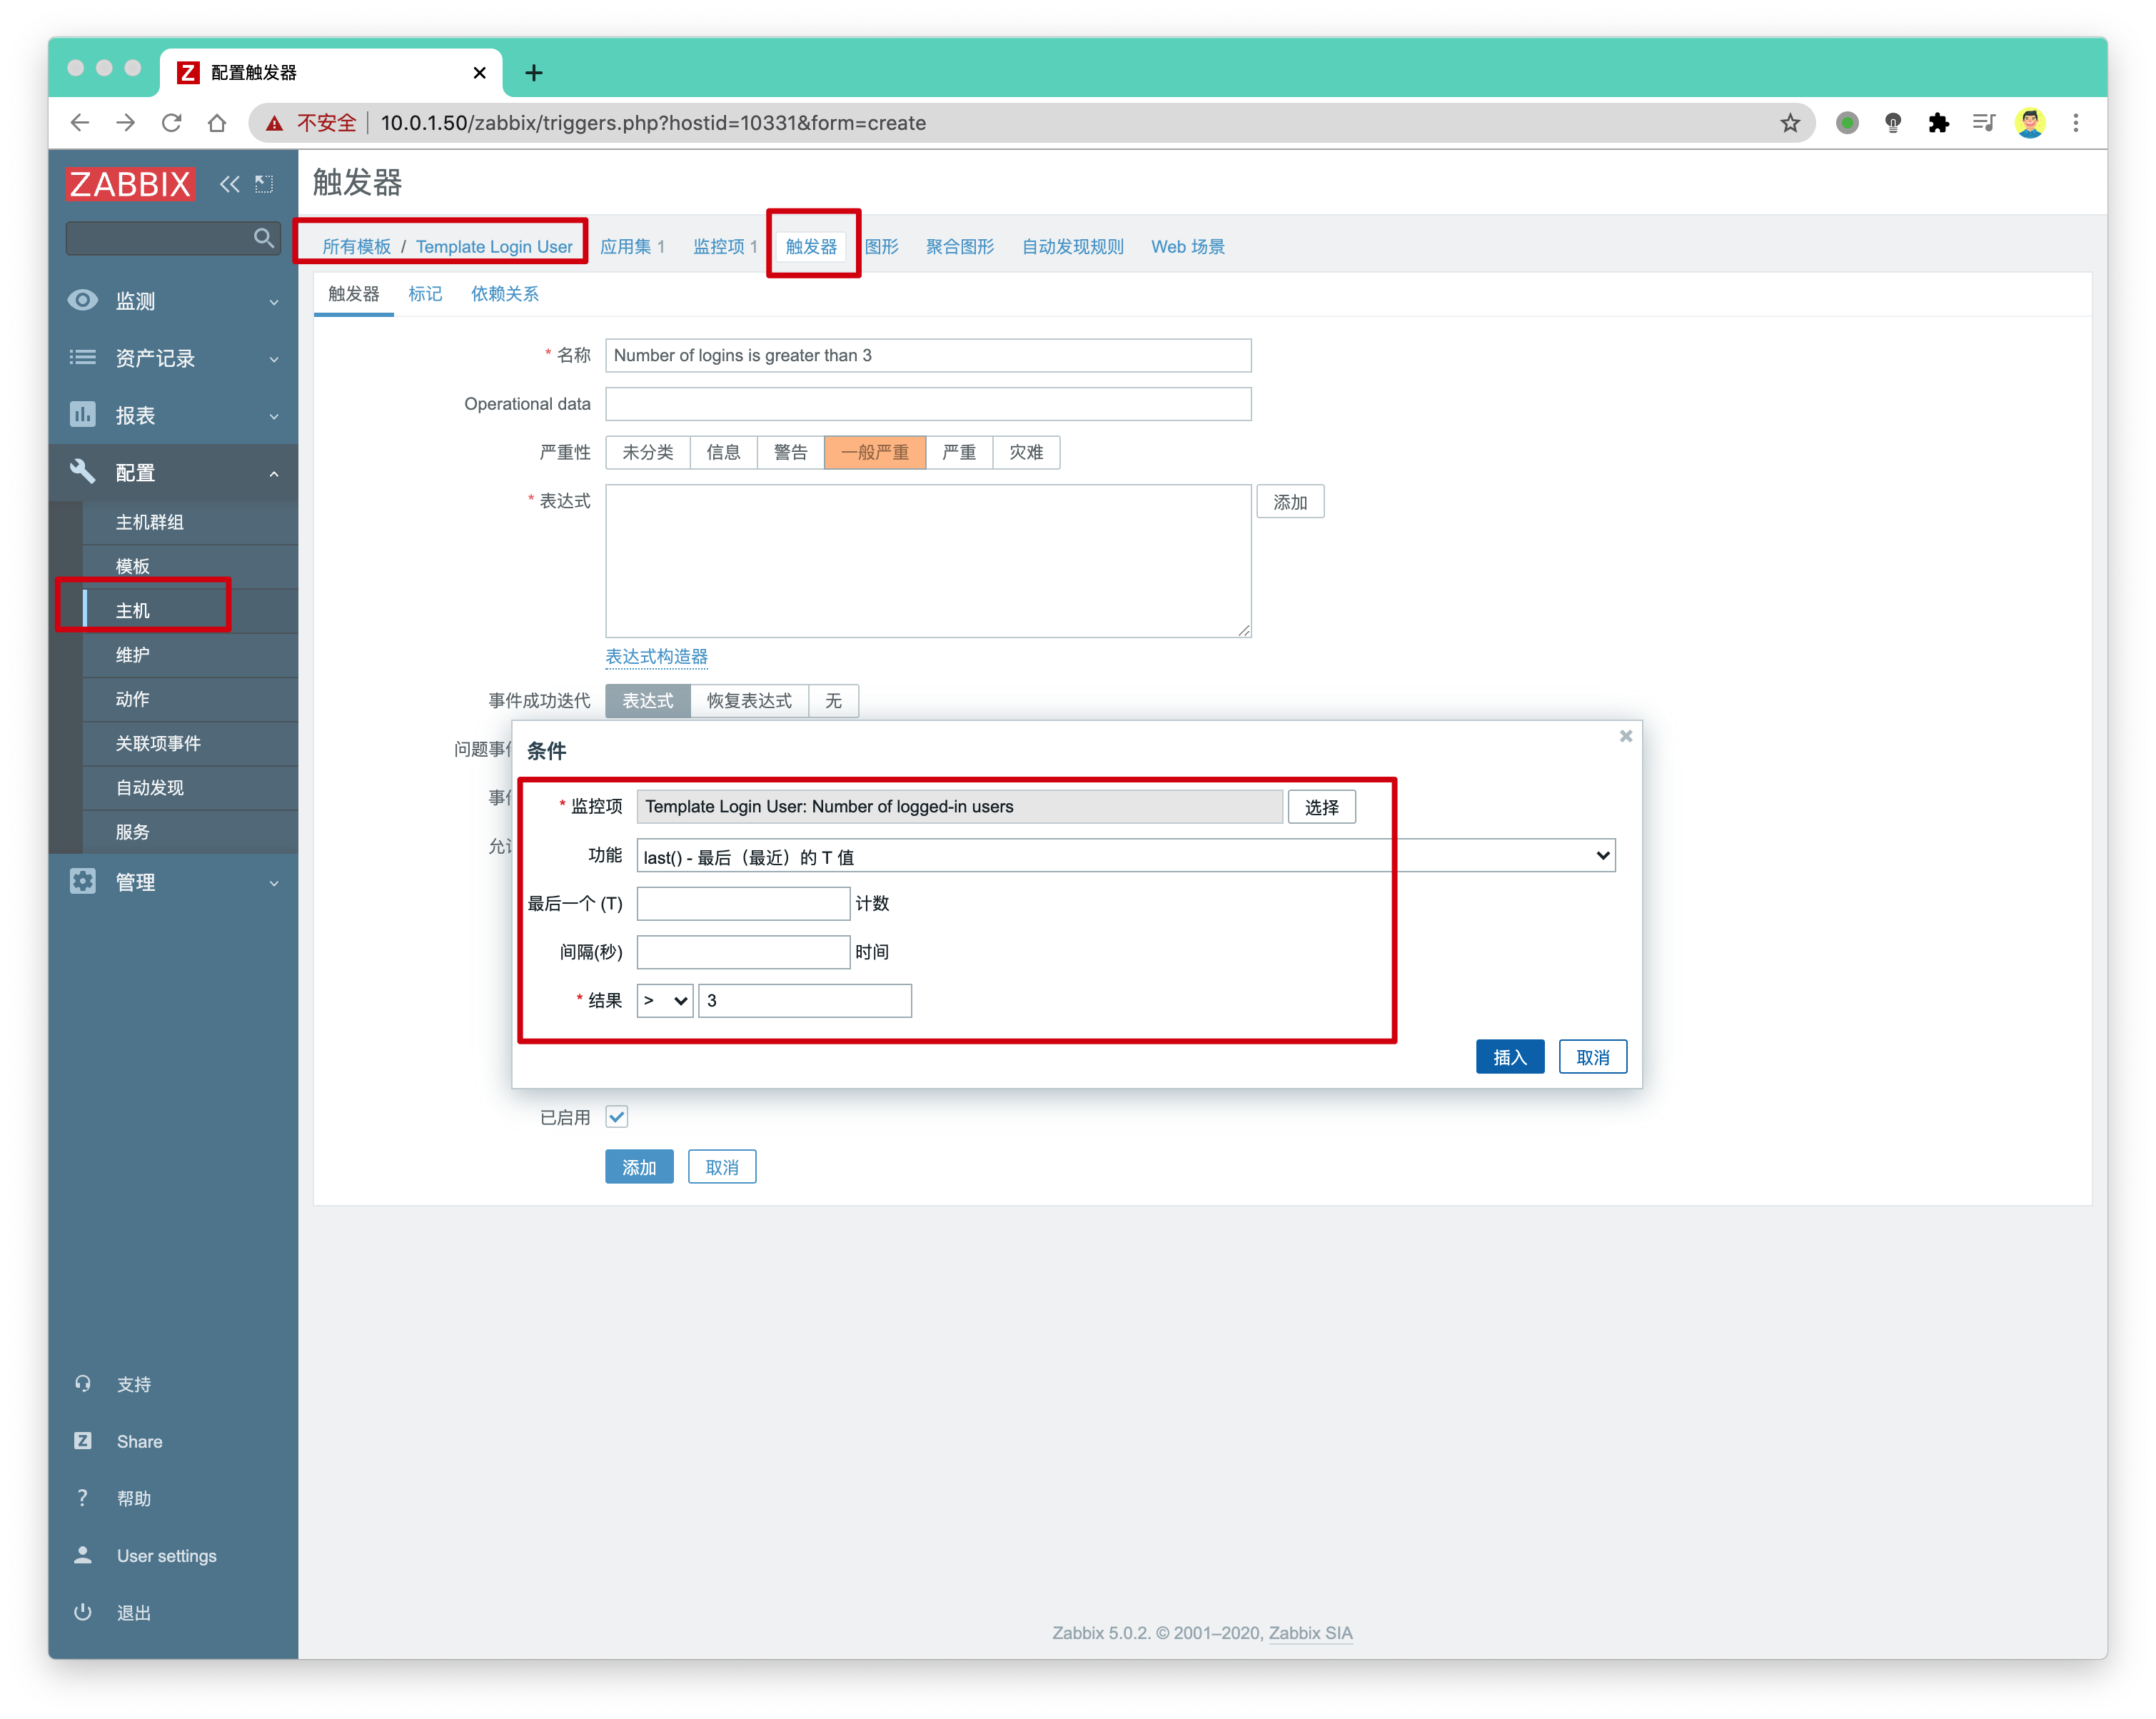 配置触发器
不安全 | 10.0.1.50/zabbix/triggers.php?hostid=10331&form=create
ZABBIX
触发器
所有模板 / Template Login User 应用集 1 监控项 1 触发器 图形 聚合图形 自动发现规则 Web 场景
监测
资产记录
报表
配置
主机群组
模板
主机
维护
动作
关联项事件
自动发现
服务
管理
支持
Share
帮助
User settings
退出
触发器 标记 依赖关系
* 名称 Number of logins is greater than 3
Operational data
严重性 未分类 信息 警告 一般严重 严重 灾难
* 表达式 添加
表达式构造器
事件成功迭代 表达式 恢复表达式 无
问题事件
事件
允许
条件
* 监控项 Template Login User: Number of logged-in users 选择
功能 last() - 最后（最近）的 T 值
最后一个 (T) 计数
间隔(秒) 时间
* 结果 > 3
插入 取消
已启用
添加 取消
Zabbix 5.0.2. © 2001–2020, Zabbix SIA